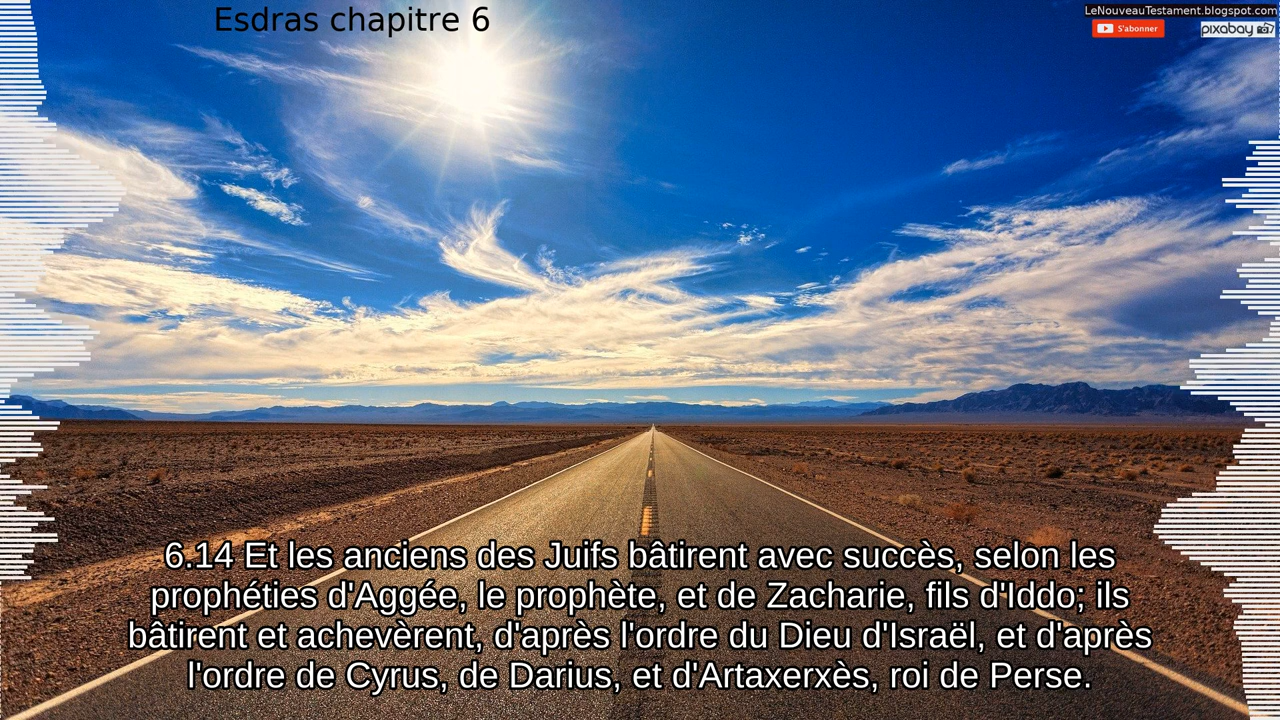 Esdras chapitre 6
LeNouveauTestament.blogspot.com
S'abonner
pixabay
6.14 Et les anciens des Juifs bâtirent avec succès, selon les
prophéties d'Aggée, le prophète, et de Zacharie, fils d'Iddo; ils
bâtirent et achevèrent, d'après l'ordre du Dieu d'Israël, et d'après
l'ordre de Cyrus, de Darius, et d'Artaxerxès, roi de Perse.